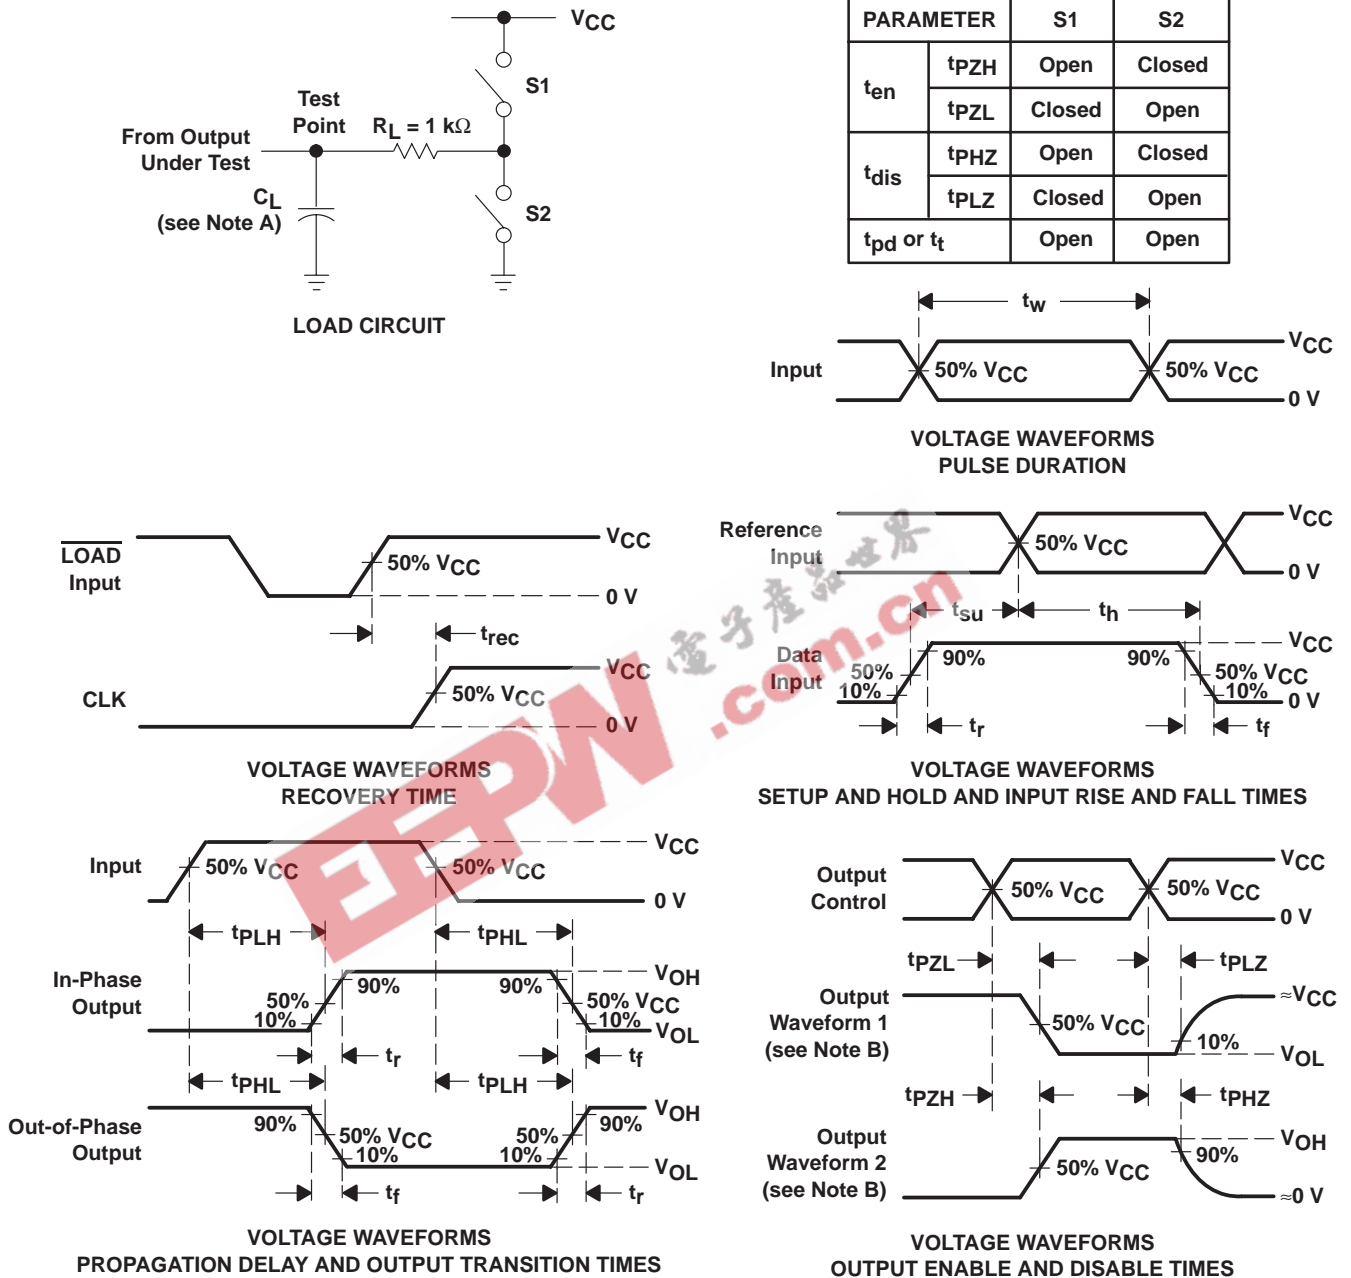 VCC
S1
Test
Point
RL = 1 kΩ
From Output
Under Test
CL
(see Note A)
S2
LOAD CIRCUIT
PARAMETER S1 S2
ten tPZH Open Closed
tPZL Closed Open
tdis tPHZ Open Closed
tPLZ Closed Open
tpd or tt Open Open
tw
VCC
Input
50% VCC 50% VCC
0 V
VOLTAGE WAVEFORMS
PULSE DURATION
LOAD
Input
VCC
50% VCC
0 V
trec
CLK
VCC
50% VCC
0 V
VOLTAGE WAVEFORMS
RECOVERY TIME
Reference
Input
VCC
50% VCC
0 V
tsu th
Data
Input
VCC
90% 90%
50% 50% VCC
10% 10%
0 V
tr tf
VOLTAGE WAVEFORMS
SETUP AND HOLD AND INPUT RISE AND FALL TIMES
電子產品世界
.com.cn
EEPW
Input
VCC
50% VCC 50% VCC
0 V
tPLH tPHL
In-Phase
Output
VOH
90% 90%
50% 50% VCC
10% 10%
VOL
tr tf
tPHL tPLH
Out-of-Phase
Output
VOH
90% 90%
50% VCC 50%
10% 10%
VOL
tf tr
VOLTAGE WAVEFORMS
PROPAGATION DELAY AND OUTPUT TRANSITION TIMES
Output
Control
VCC
50% VCC 50% VCC
0 V
tPZL tPLZ
Output
Waveform 1
(see Note B)
≈VCC
50% VCC
10%
VOL
tPZH tPHZ
Output
Waveform 2
(see Note B)
VOH
50% VCC
90%
≈0 V
VOLTAGE WAVEFORMS
OUTPUT ENABLE AND DISABLE TIMES